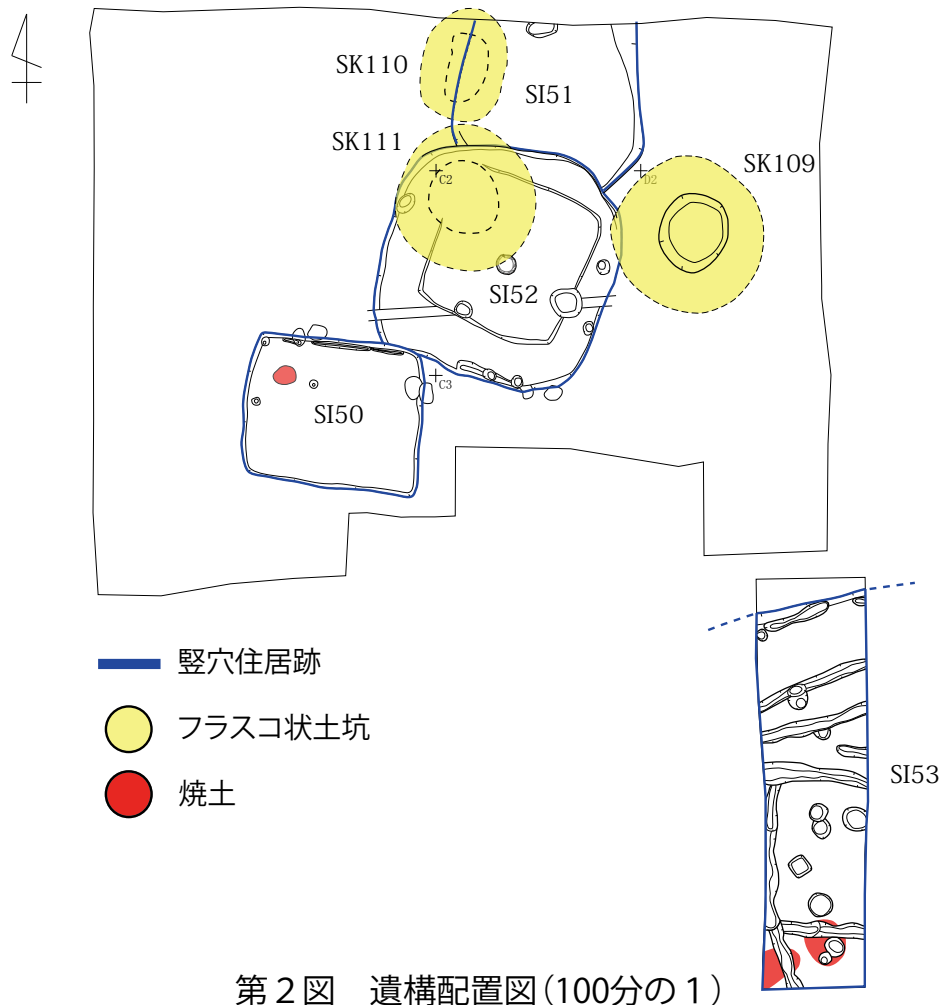 SK110
SI51
SK111
SK109
C2
D2
SI52
C3
SI50
竪穴住居跡
フラスコ状土坑
焼土
SI53
第２図　遺構配置図(100分の１)